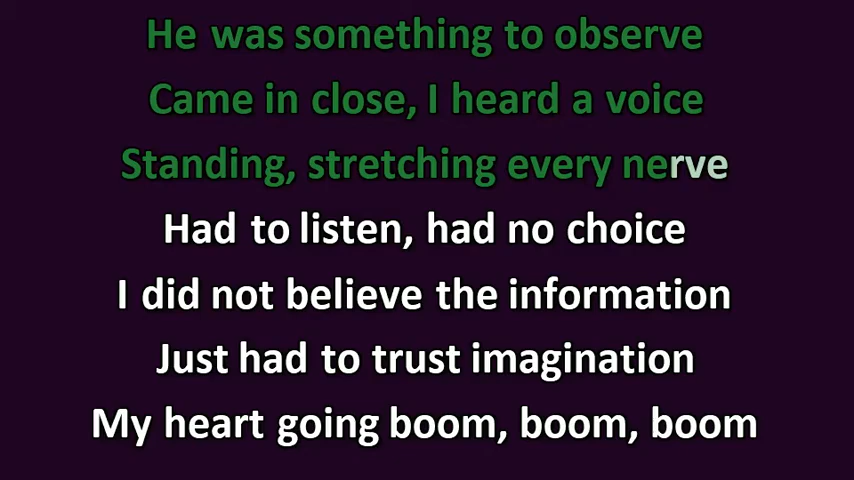 He was something to observe
Came in close, I heard a voice
Standing, stretching every nerve
Had to listen, had no choice
I did not believe the information
Just had to trust imagination
My heart going boom, boom, boom